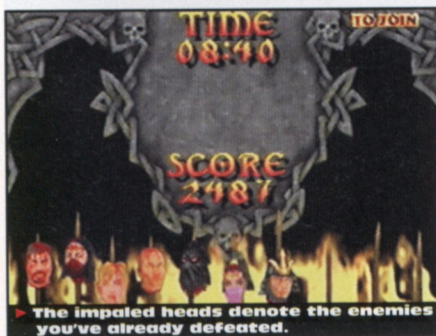 TIME
08:40
TO JOIN
SCORE
2487
The impaled heads denote the enemies
you've already defeated.